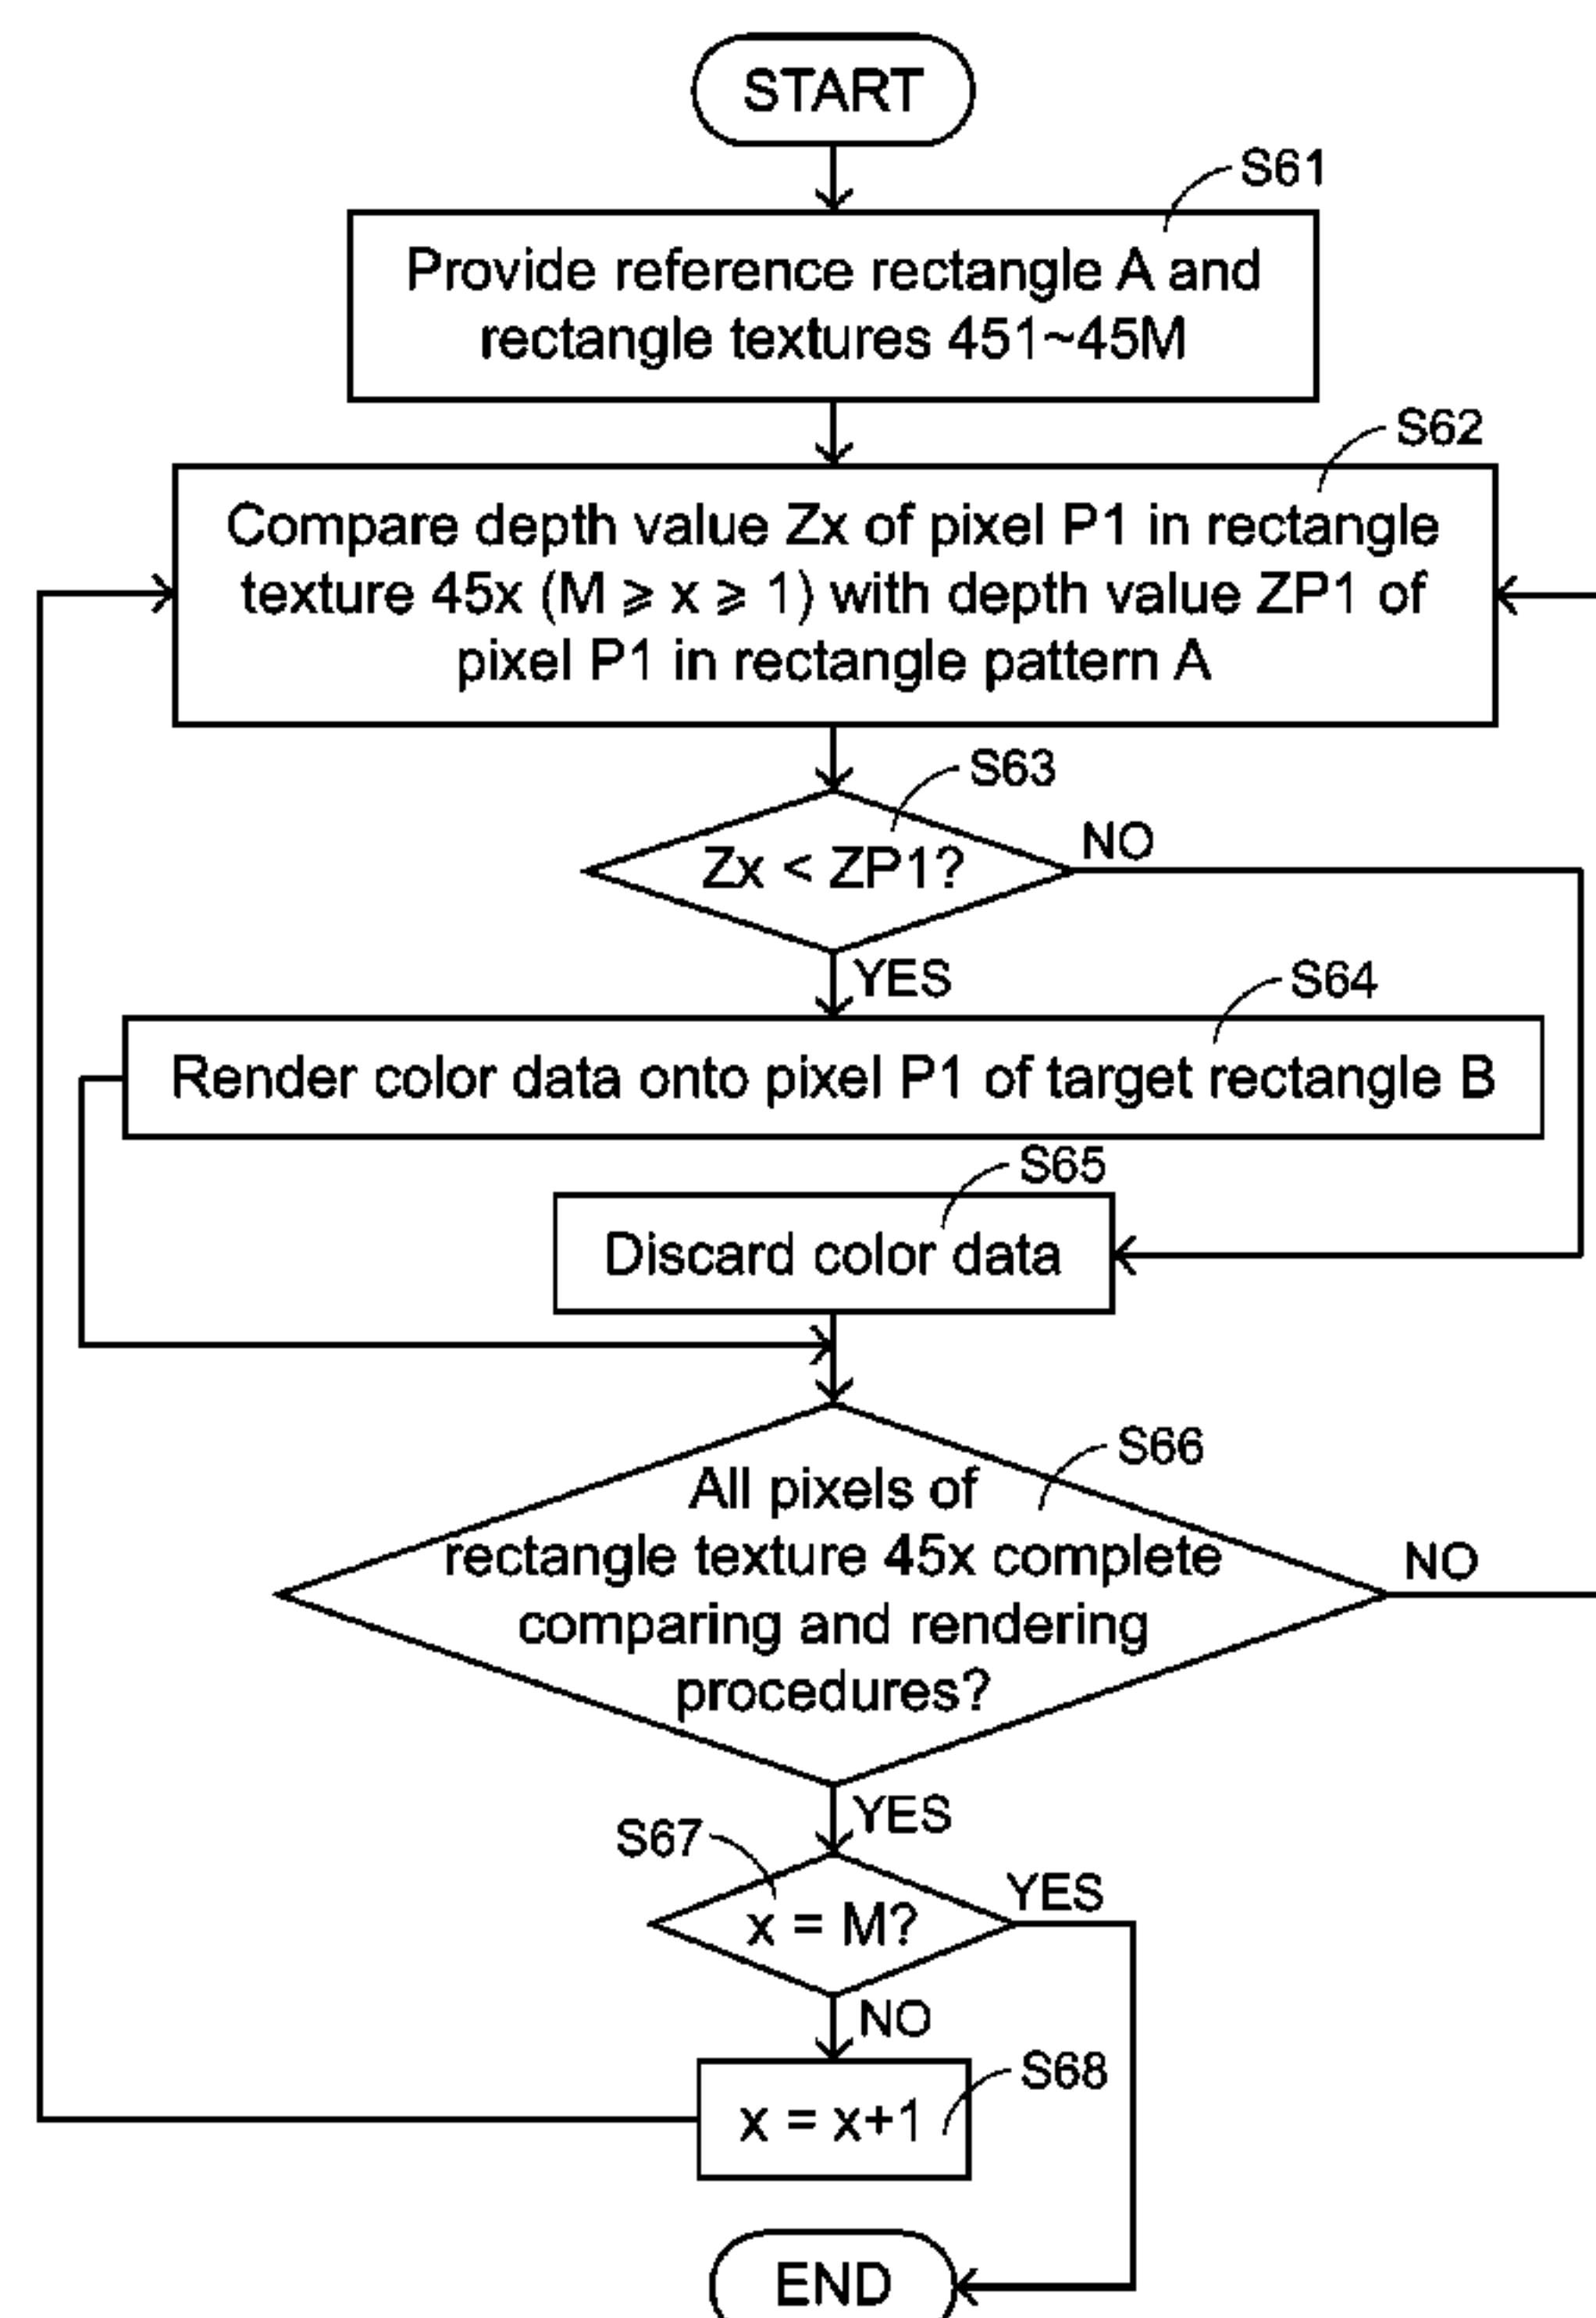 START
S61
Provide reference rectangle A and
rectangle textures 451~45M
S62
Compare depth value Zx of pixel P1 in rectangle
texture 45x (M ⩾ x ⩾ 1) with depth value ZP1 of
pixel P1 in rectangle pattern A
S63
Zx < ZP1?
NO
YES
S64
Render color data onto pixel P1 of target rectangle B
S65
Discard color data
S66
All pixels of
rectangle texture 45x complete
comparing and rendering
procedures?
NO
YES
S67
x = M?
YES
NO
S68
x = x+1
END